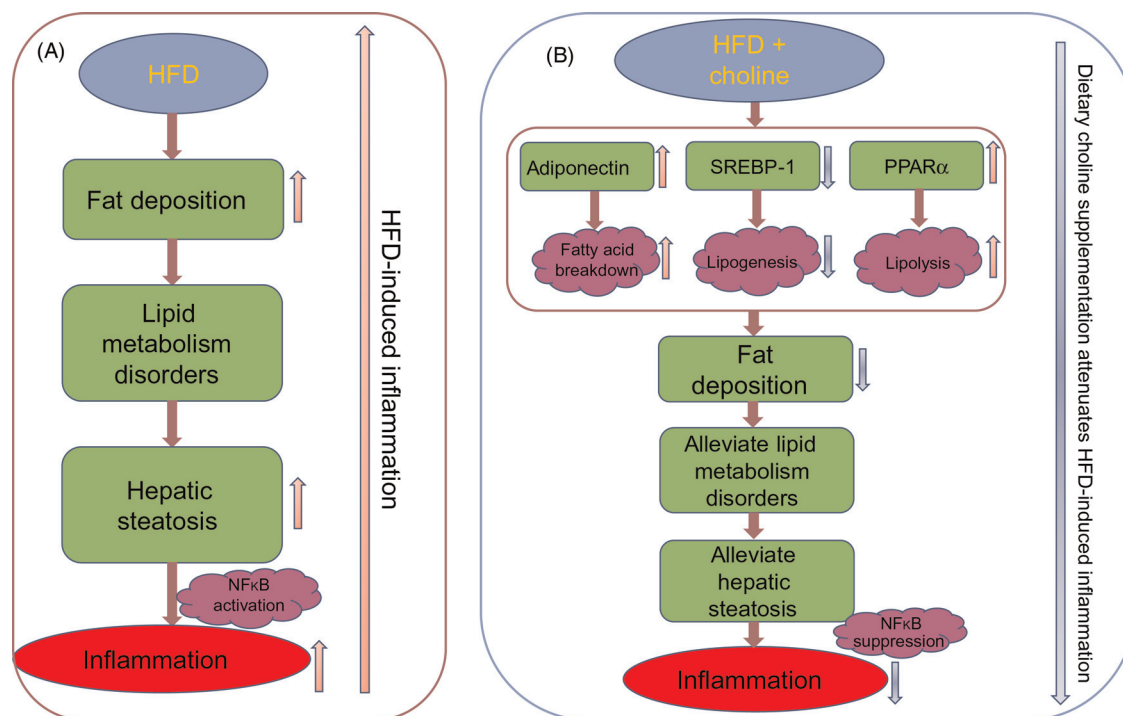 (A)
HFD
Fat deposition
Lipid
metabolism
disorders
Hepatic
steatosis
NFκB
activation
Inflammation
HFD-induced inflammation
(B)
HFD +
choline
Adiponectin
SREBP-1
PPARα
Fatty acid
breakdown
Lipogenesis
Lipolysis
Fat
deposition
Alleviate lipid
metabolism
disorders
Alleviate
hepatic
steatosis
NFκB
suppression
Inflammation
Dietary choline supplementation attenuates HFD-induced inflammation